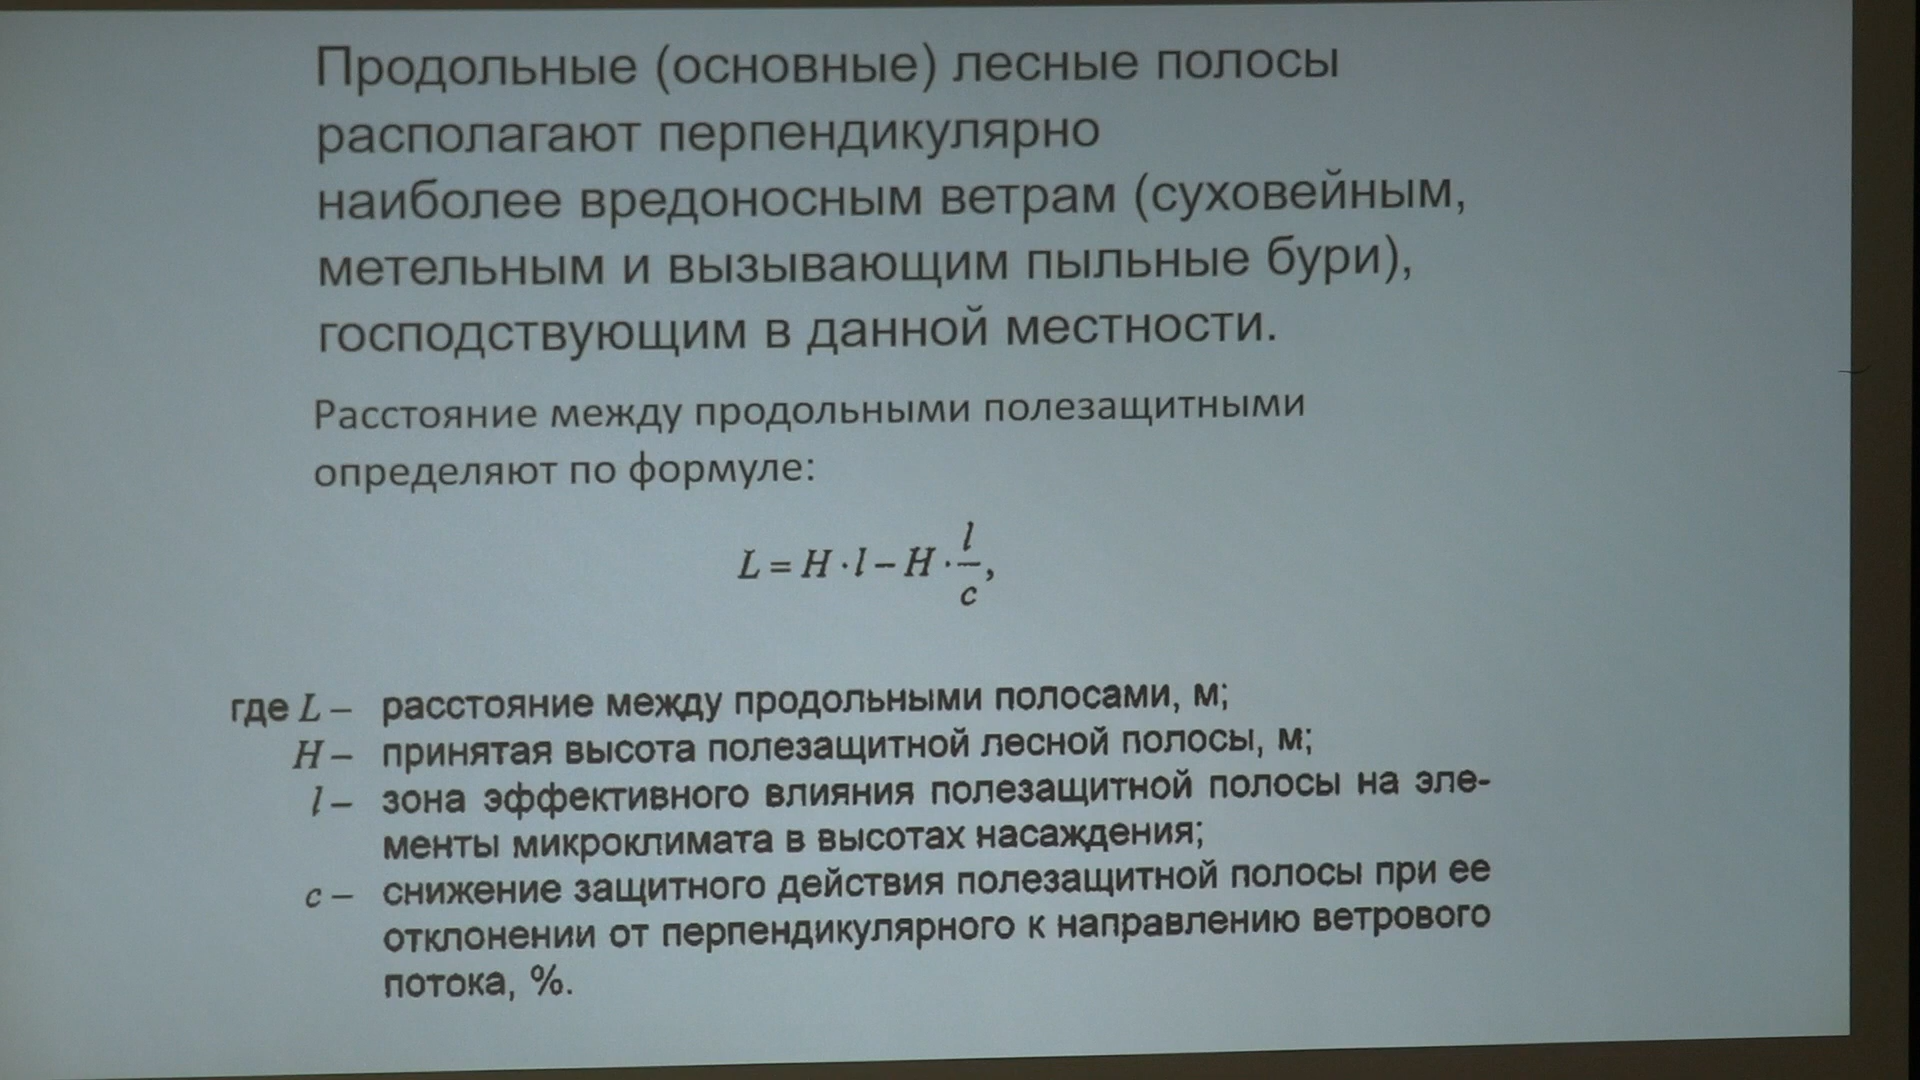 Продольные (основные) лесные полосы
располагают перпендикулярно
наиболее вредоносным ветрам (суховейным,
метельным и вызывающим пыльные бури),
господствующим в данной местности.
Расстояние между продольными полезащитными
определяют по формуле:
L = H · l – H · l/c,
где L – расстояние между продольными полосами, м;
H – принятая высота полезащитной лесной полосы, м;
l – зона эффективного влияния полезащитной полосы на эле-
менты микроклимата в высотах насаждения;
c – снижение защитного действия полезащитной полосы при ее
отклонении от перпендикулярного к направлению ветрового
потока, %.